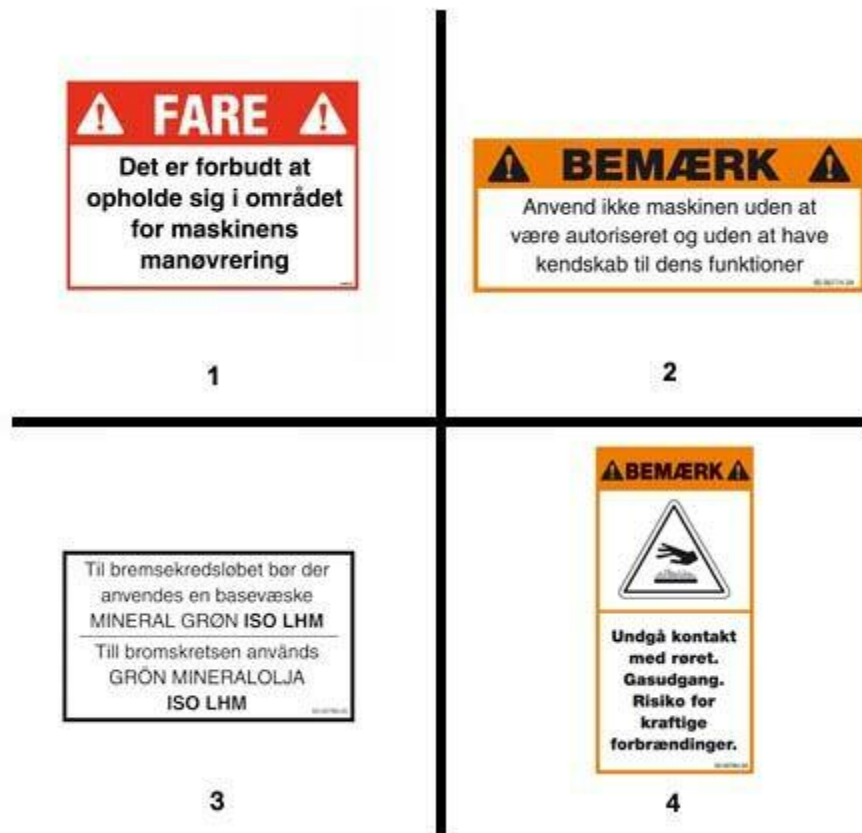 FARE
Det er forbudt at
opholde sig i området
for maskinens
manøvrering
1
BEMÆRK
Anvend ikke maskinen uden at
være autoriseret og uden at have
kendskab til dens funktioner
2
Til bremsekredsløbet bør der
anvendes en basevæske
MINERAL GRØN ISO LHM
Till bromskretsen används
GRÖN MINERALOLJA
ISO LHM
3
BEMÆRK
Undgå kontakt
med røret.
Gasudgang.
Risiko for
kraftige
forbrændinger.
4